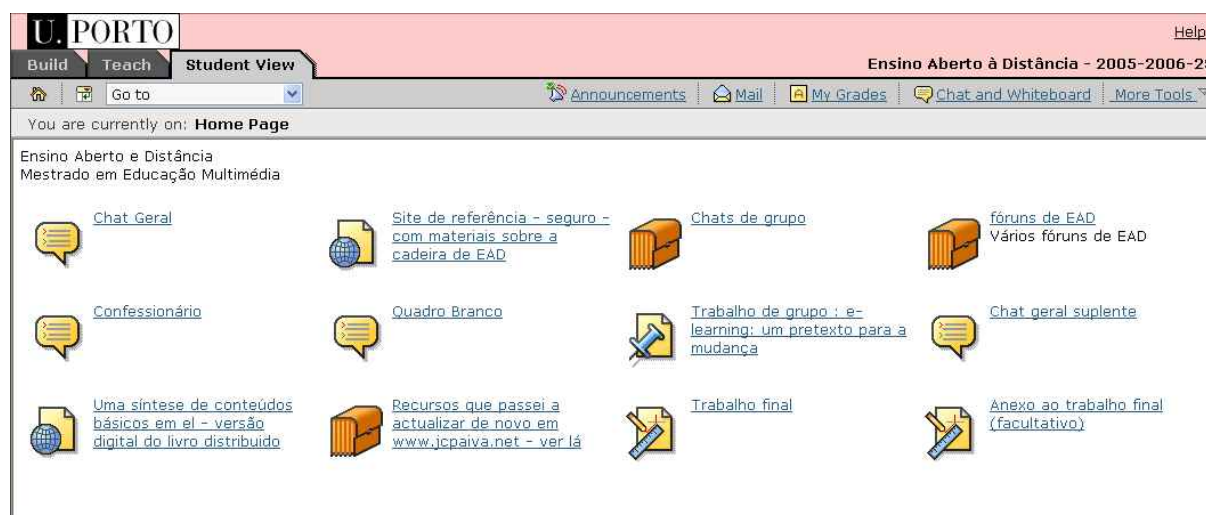 U. PORTO
Help
Build Teach Student View
Ensino Aberto à Distância - 2005-2006-2
Go to
Announcements Mail My Grades Chat and Whiteboard More Tools
You are currently on: Home Page
Ensino Aberto e Distância
Mestrado em Educação Multimédia
Chat Geral
Site de referência - seguro -
com materiais sobre a
cadeira de EAD
Chats de grupo
fóruns de EAD
Vários fóruns de EAD
Confessionário
Quadro Branco
Trabalho de grupo : e-
learning: um pretexto para a
mudança
Chat geral suplente
Uma síntese de conteúdos
básicos em el - versão
digital do livro distribuido
Recursos que passei a
actualizar de novo em
www.jcpaiva.net - ver lá
Trabalho final
Anexo ao trabalho final
(facultativo)